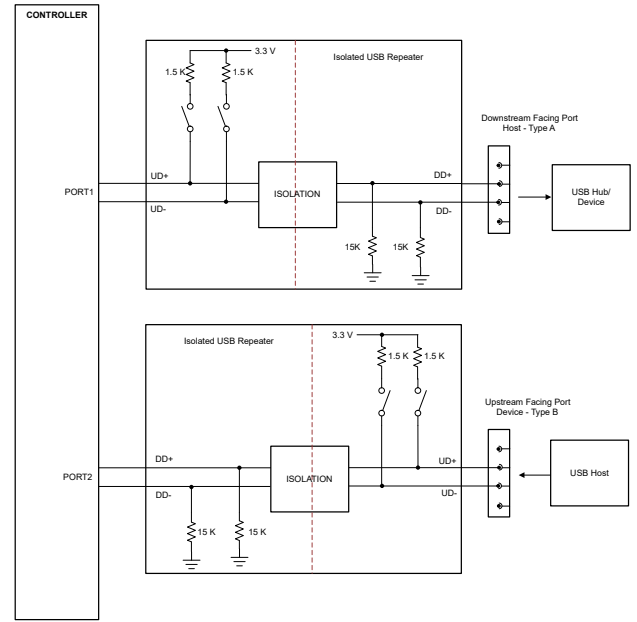 CONTROLLER
3.3 V
Isolated USB Repeater
1.5 K
1.5 K
Downstream Facing Port
Host - Type A
UD+
DD+
PORT1
ISOLATION
USB Hub/
Device
UD-
DD-
15K
15K
Isolated USB Repeater
3.3 V
1.5 K
1.5 K
Upstream Facing Port
Device - Type B
DD+
UD+
PORT2
ISOLATION
USB Host
DD-
UD-
15 K
15 K